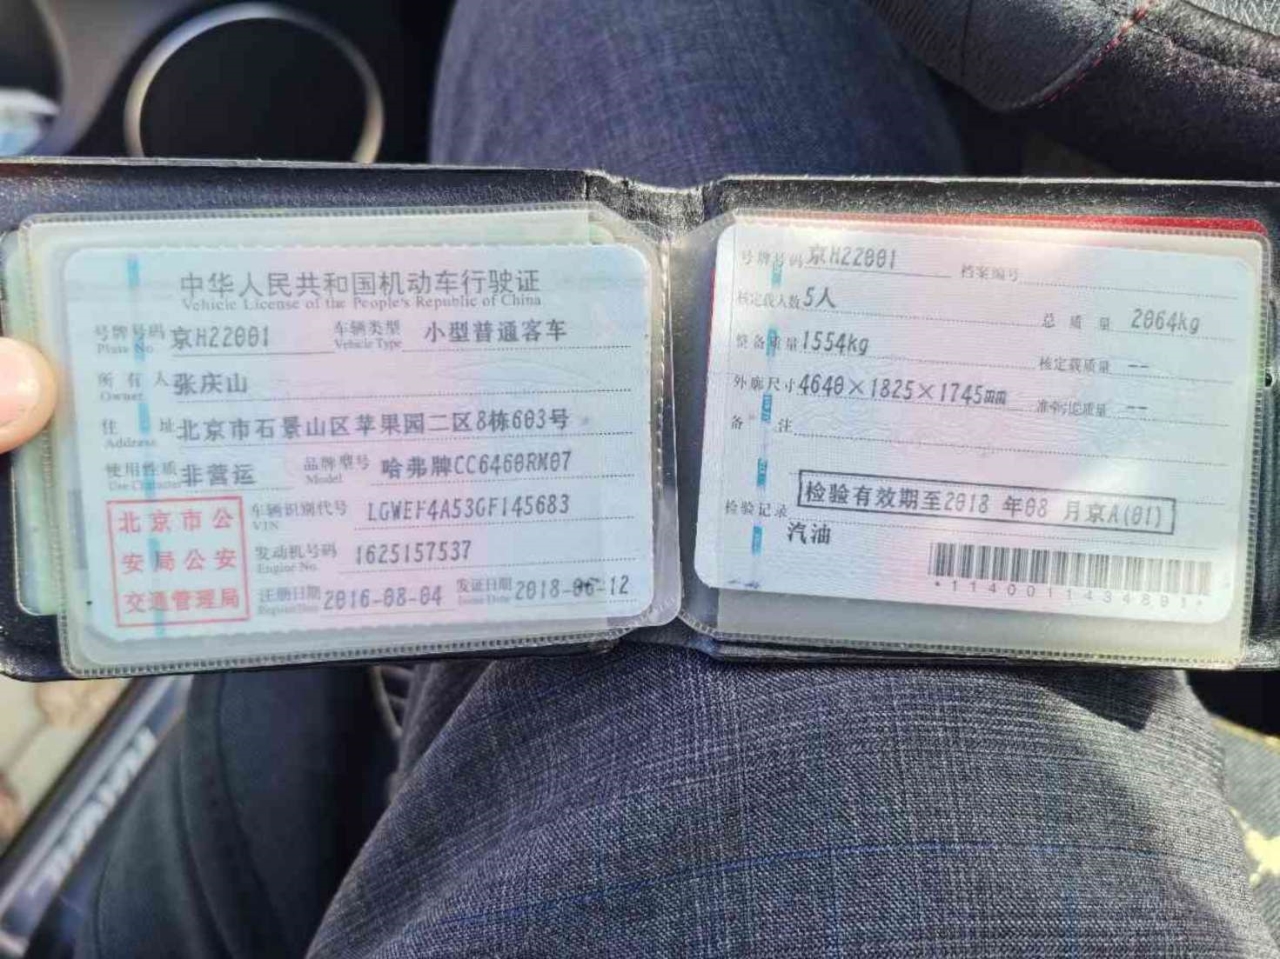 中华人民共和国机动车行驶证
Vehicle License of the People's Republic of China
号牌号码 京H22001 车辆类型 小型普通客车
Plate No. Vehicle Type
所有人 张庆山
Owner
住址 北京市石景山区苹果园二区8栋603号
Address
使用性质 非营运 品牌型号 哈弗牌CC6460RM07
Use Character Model
北京市公
安局公安
交通管理局
车辆识别代号 LGWEF4A53GF145683
VIN
发动机号码 1625157537
Engine No.
注册日期 2016-08-04 发证日期 2018-06-12
Register Date Issue Date
号牌号码 京H22001 档案编号
核定载人数 5人 总质量 2064kg
整备质量 1554kg 核定载质量 --
外廓尺寸 4640×1825×1745mm 准牵引总质量 --
备注
检验记录 检验有效期至2018年08月京A(01)
汽油
*1140011434891*